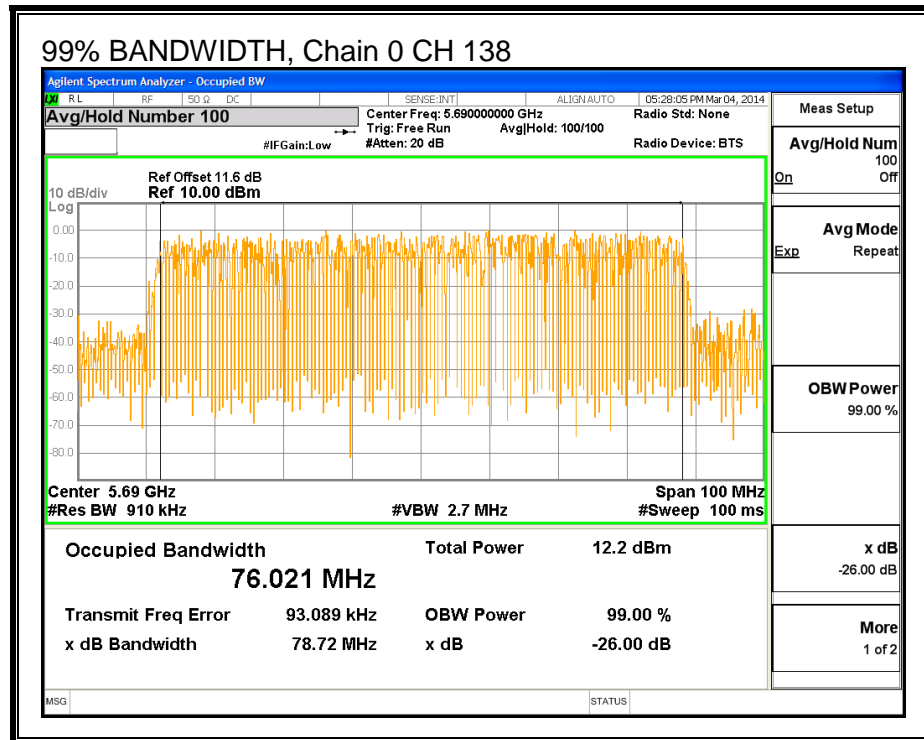 99% BANDWIDTH, Chain 0 CH 138
Agilent Spectrum Analyzer - Occupied BW
LXI RL RF 50 Ω DC SENSE:INT ALIGN AUTO 05:28:05 PM Mar 04, 2014
Avg/Hold Number 100
Center Freq: 5.690000000 GHz Radio Std: None
Trig: Free Run Avg|Hold: 100/100
#IFGain:Low #Atten: 20 dB Radio Device: BTS
Ref Offset 11.6 dB
10 dB/div Ref 10.00 dBm
Log
0.00
-10.0
-20.0
-30.0
-40.0
-50.0
-60.0
-70.0
-80.0
Center 5.69 GHz Span 100 MHz
#Res BW 910 kHz #VBW 2.7 MHz #Sweep 100 ms
Occupied Bandwidth Total Power 12.2 dBm
76.021 MHz
Transmit Freq Error 93.089 kHz OBW Power 99.00 %
x dB Bandwidth 78.72 MHz x dB -26.00 dB
MSG STATUS
Meas Setup
Avg/Hold Num
100
On Off
Avg Mode
Exp Repeat
OBW Power
99.00 %
x dB
-26.00 dB
More
1 of 2